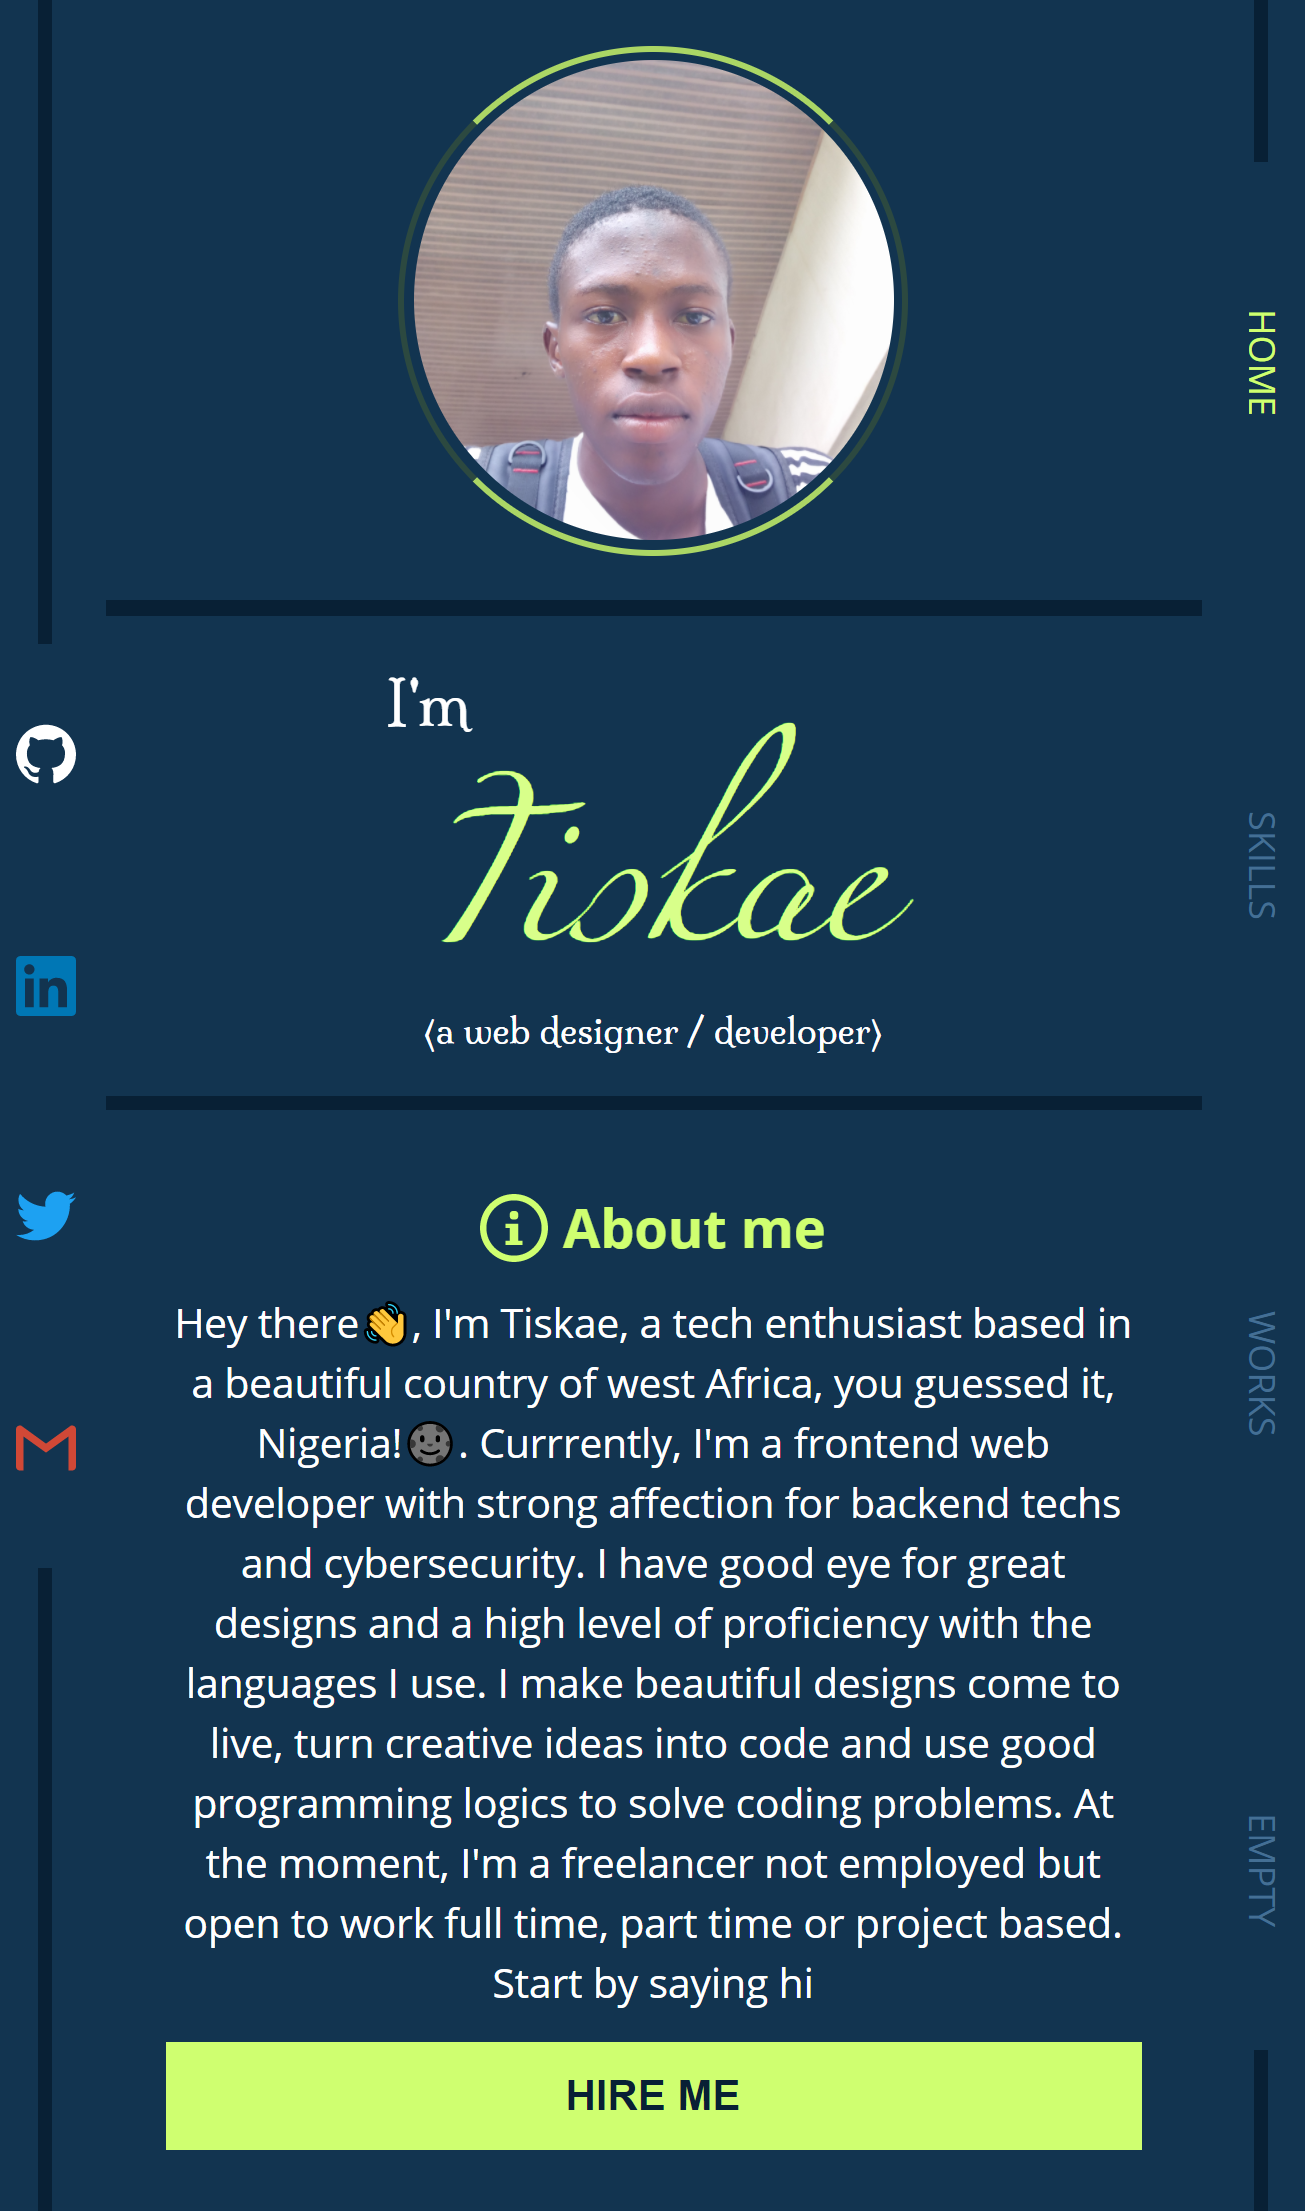 I'm
Tiskae
⟨a web designer / developer⟩
About me
Hey there👋, I'm Tiskae, a tech enthusiast based in
a beautiful country of west Africa, you guessed it,
Nigeria!🌚. Currrently, I'm a frontend web
developer with strong affection for backend techs
and cybersecurity. I have good eye for great
designs and a high level of proficiency with the
languages I use. I make beautiful designs come to
live, turn creative ideas into code and use good
programming logics to solve coding problems. At
the moment, I'm a freelancer not employed but
open to work full time, part time or project based.
Start by saying hi
HIRE ME
HOME
SKILLS
WORKS
EMPTY
in